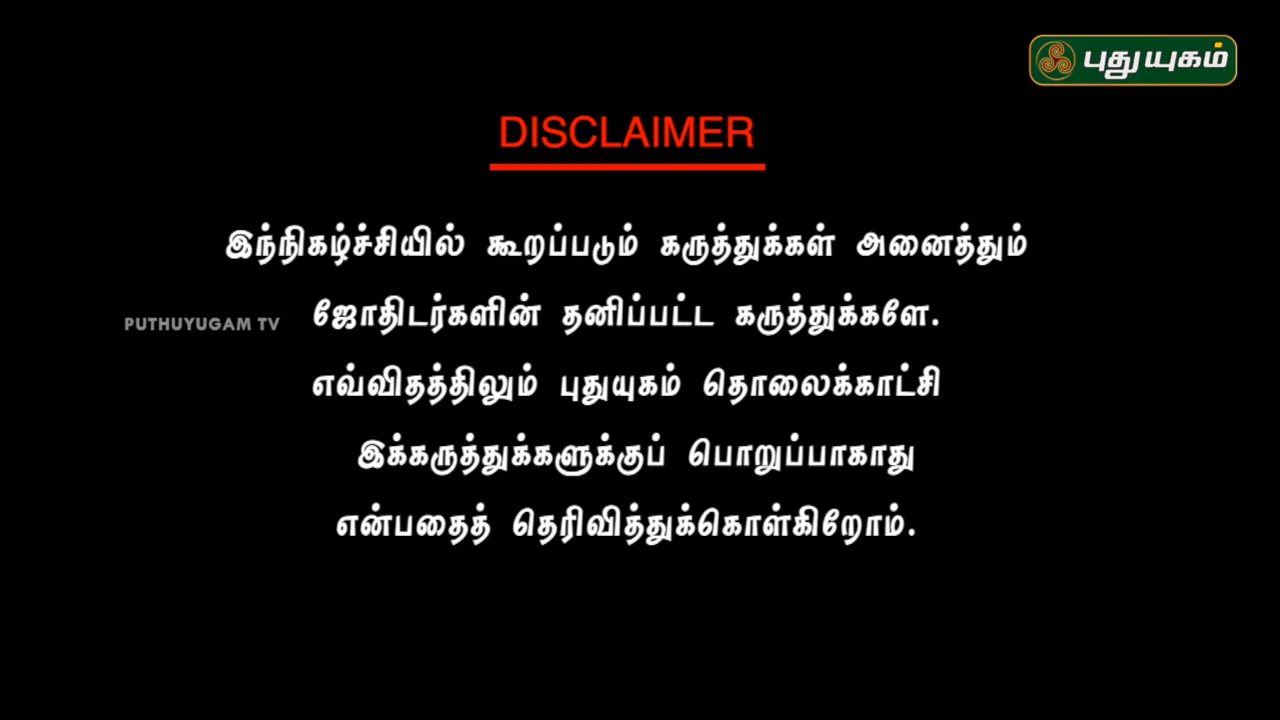 புதுயுகம்
DISCLAIMER
இந்நிகழ்ச்சியில் கூறப்படும் கருத்துக்கள் அனைத்தும்
ஜோதிடர்களின் தனிப்பட்ட கருத்துக்களே.
PUTHUYUGAM TV
எவ்விதத்திலும் புதுயுகம் தொலைக்காட்சி
இக்கருத்துக்களுக்குப் பொறுப்பாகாது
என்பதைத் தெரிவித்துக்கொள்கிறோம்.